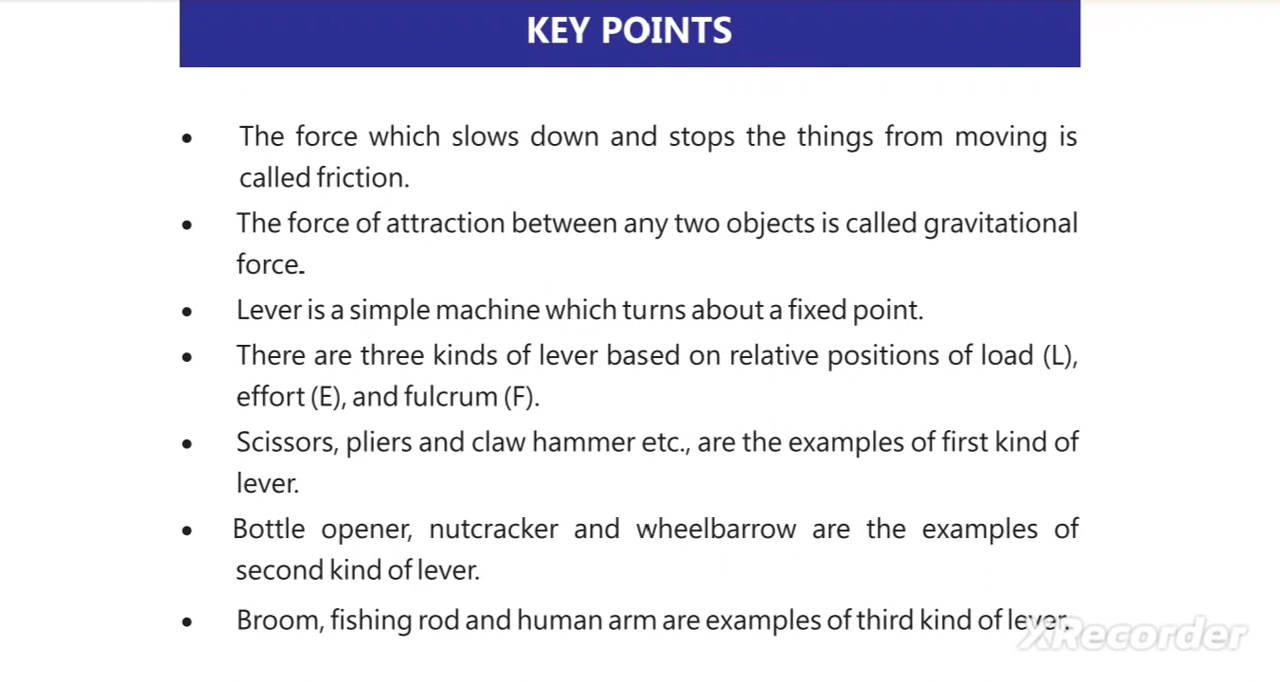 KEY POINTS
• The force which slows down and stops the things from moving is
called friction.
• The force of attraction between any two objects is called gravitational
force.
• Lever is a simple machine which turns about a fixed point.
• There are three kinds of lever based on relative positions of load (L),
effort (E), and fulcrum (F).
• Scissors, pliers and claw hammer etc., are the examples of first kind of
lever.
• Bottle opener, nutcracker and wheelbarrow are the examples of
second kind of lever.
• Broom, fishing rod and human arm are examples of third kind of lever.
XRecorder